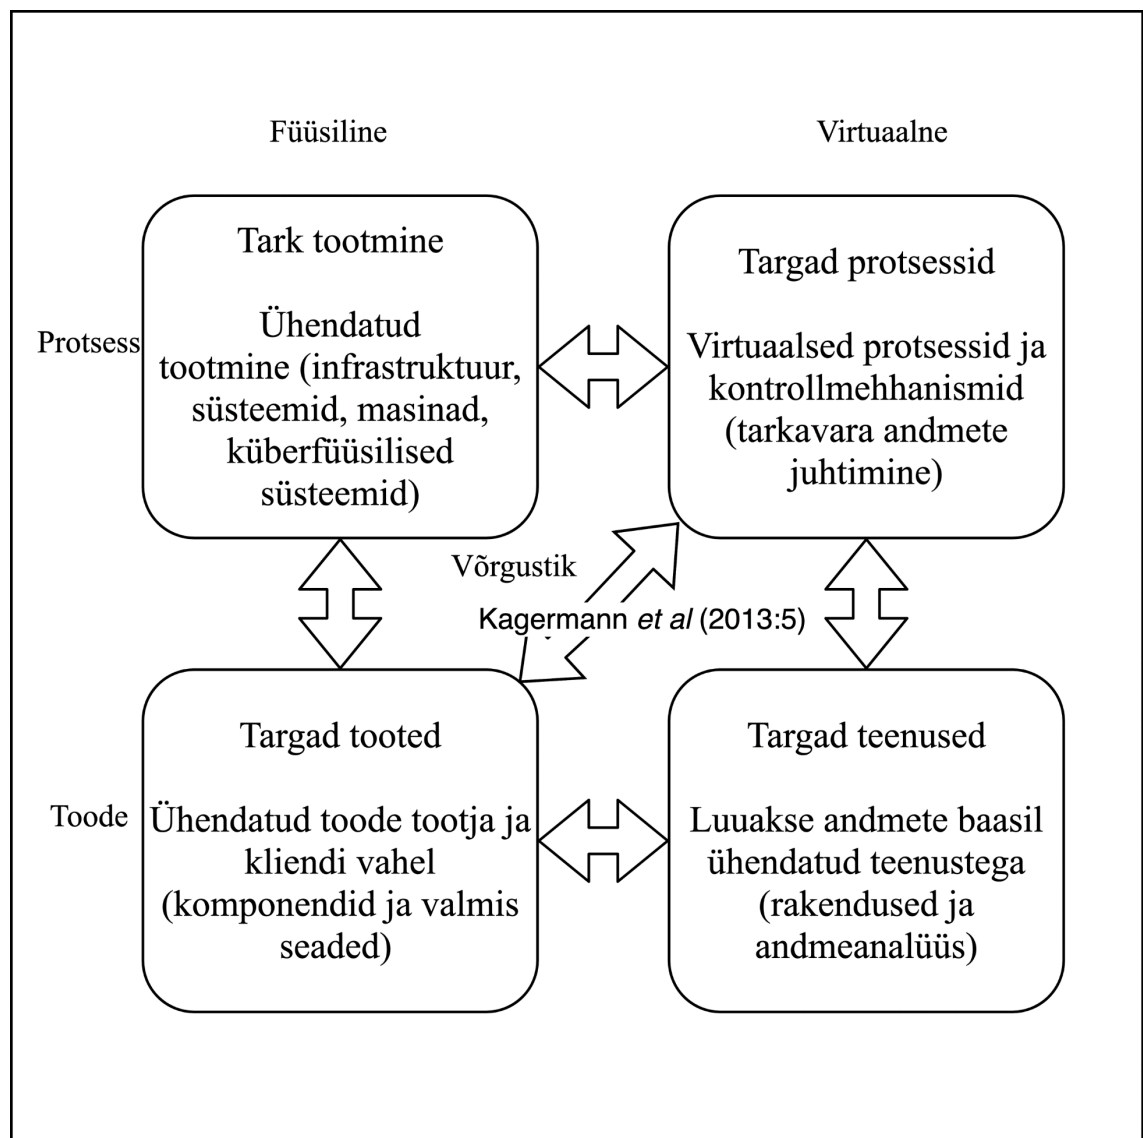 Füüsiline
Virtuaalne
Protsess
Tark tootmine
Ühendatud
tootmine (infrastruktuur,
süsteemid, masinad,
küberfüüsilised
süsteemid)
Targad protsessid
Virtuaalsed protsessid ja
kontrollmehhanismid
(tarkavara andmete
juhtimine)
Võrgustik
Kagermann et al (2013:5)
Toode
Targad tooted
Ühendatud toode tootja ja
kliendi vahel
(komponendid ja valmis
seaded)
Targad teenused
Luuakse andmete baasil
ühendatud teenustega
(rakendused ja
andmeanalüüs)